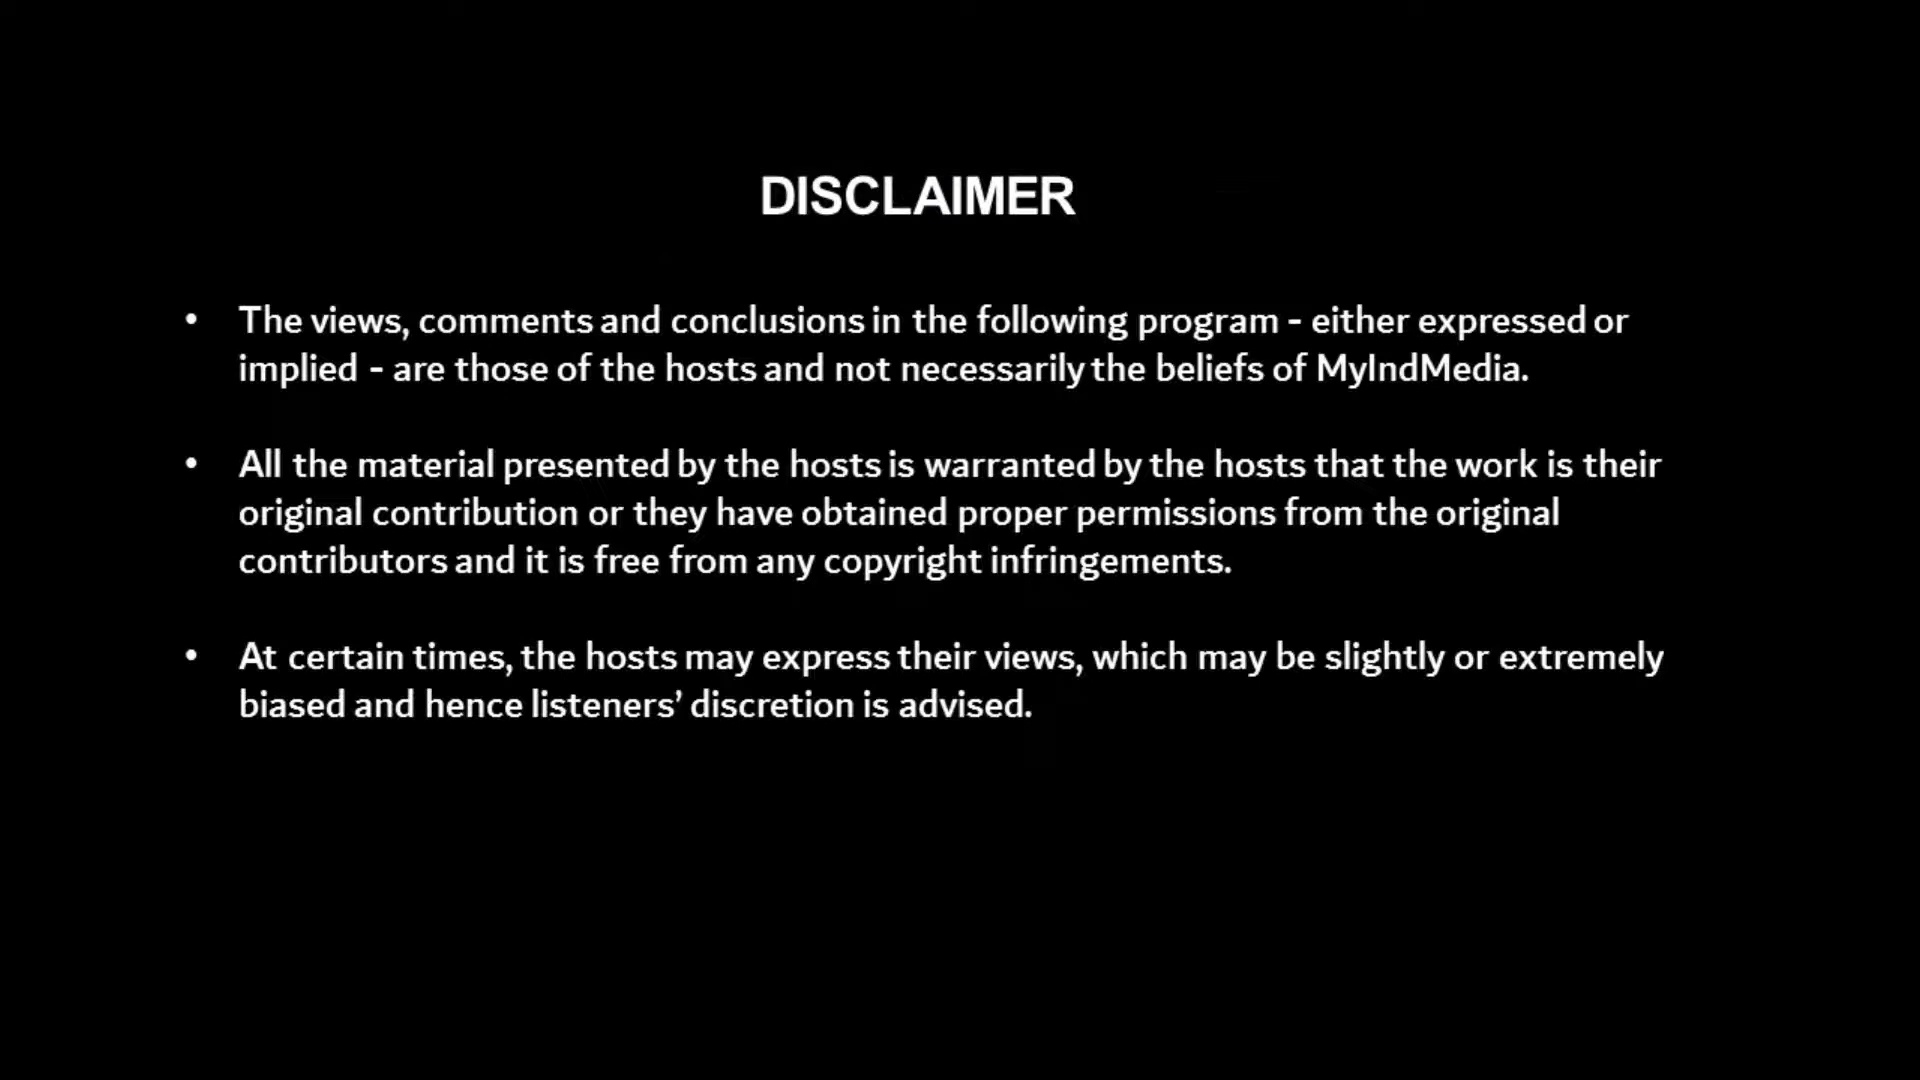 DISCLAIMER
• The views, comments and conclusions in the following program - either expressed or
implied - are those of the hosts and not necessarily the beliefs of MyIndMedia.
• All the material presented by the hosts is warranted by the hosts that the work is their
original contribution or they have obtained proper permissions from the original
contributors and it is free from any copyright infringements.
• At certain times, the hosts may express their views, which may be slightly or extremely
biased and hence listeners’ discretion is advised.